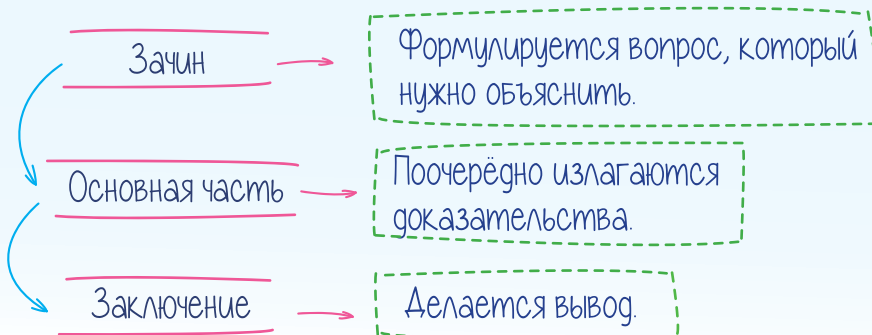 Зачин
Формулируется вопрос, который
нужно объяснить.
Основная часть
Поочерёдно излагаются
доказательства.
Заключение
Делается вывод.